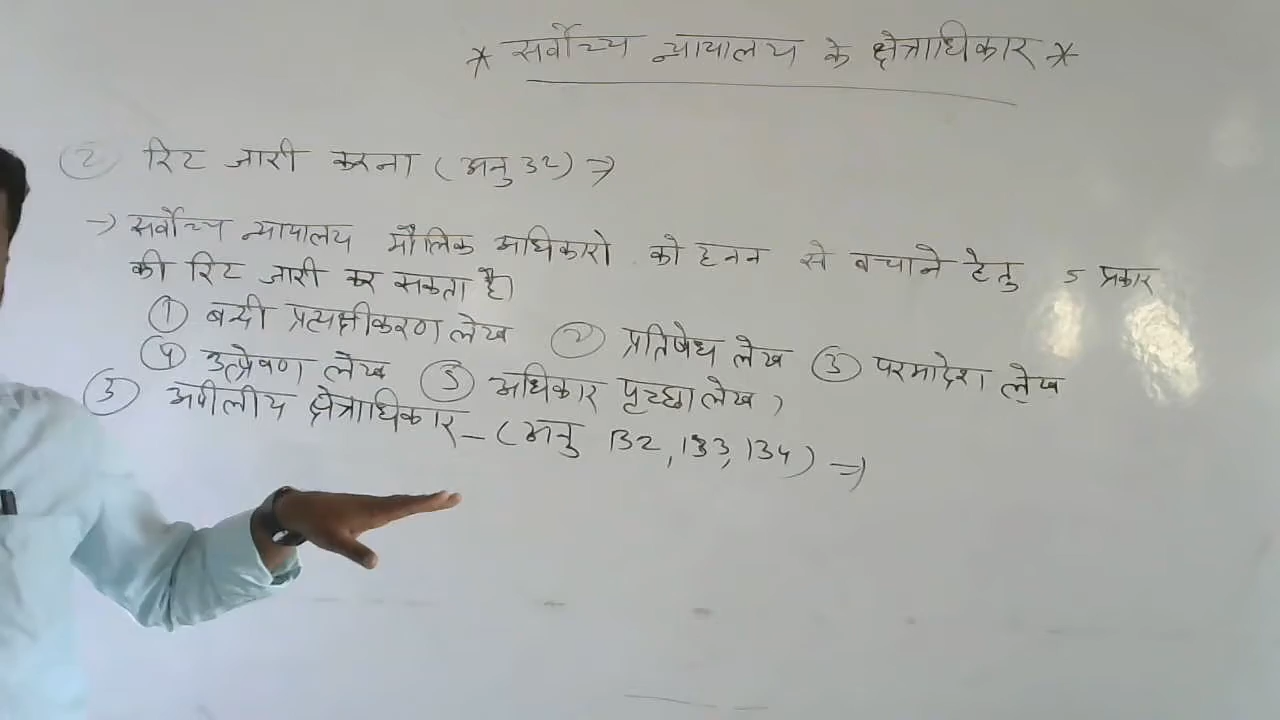 * सर्वोच्च न्यायालय के क्षेत्राधिकार *
② रिट जारी करना (अनु 32) ⇒
→ सर्वोच्च न्यायालय मौलिक अधिकारो को हनन से बचाने हेतु 5 प्रकार
की रिट जारी कर सकता है।
① बन्दी प्रत्यक्षीकरण लेख ② प्रतिषेध लेख ③ परमादेश लेख
④ उत्प्रेषण लेख ⑤ अधिकार पृच्छा लेख,
③ अपीलीय क्षेत्राधिकार - (अनु 132, 133, 134) ⇒